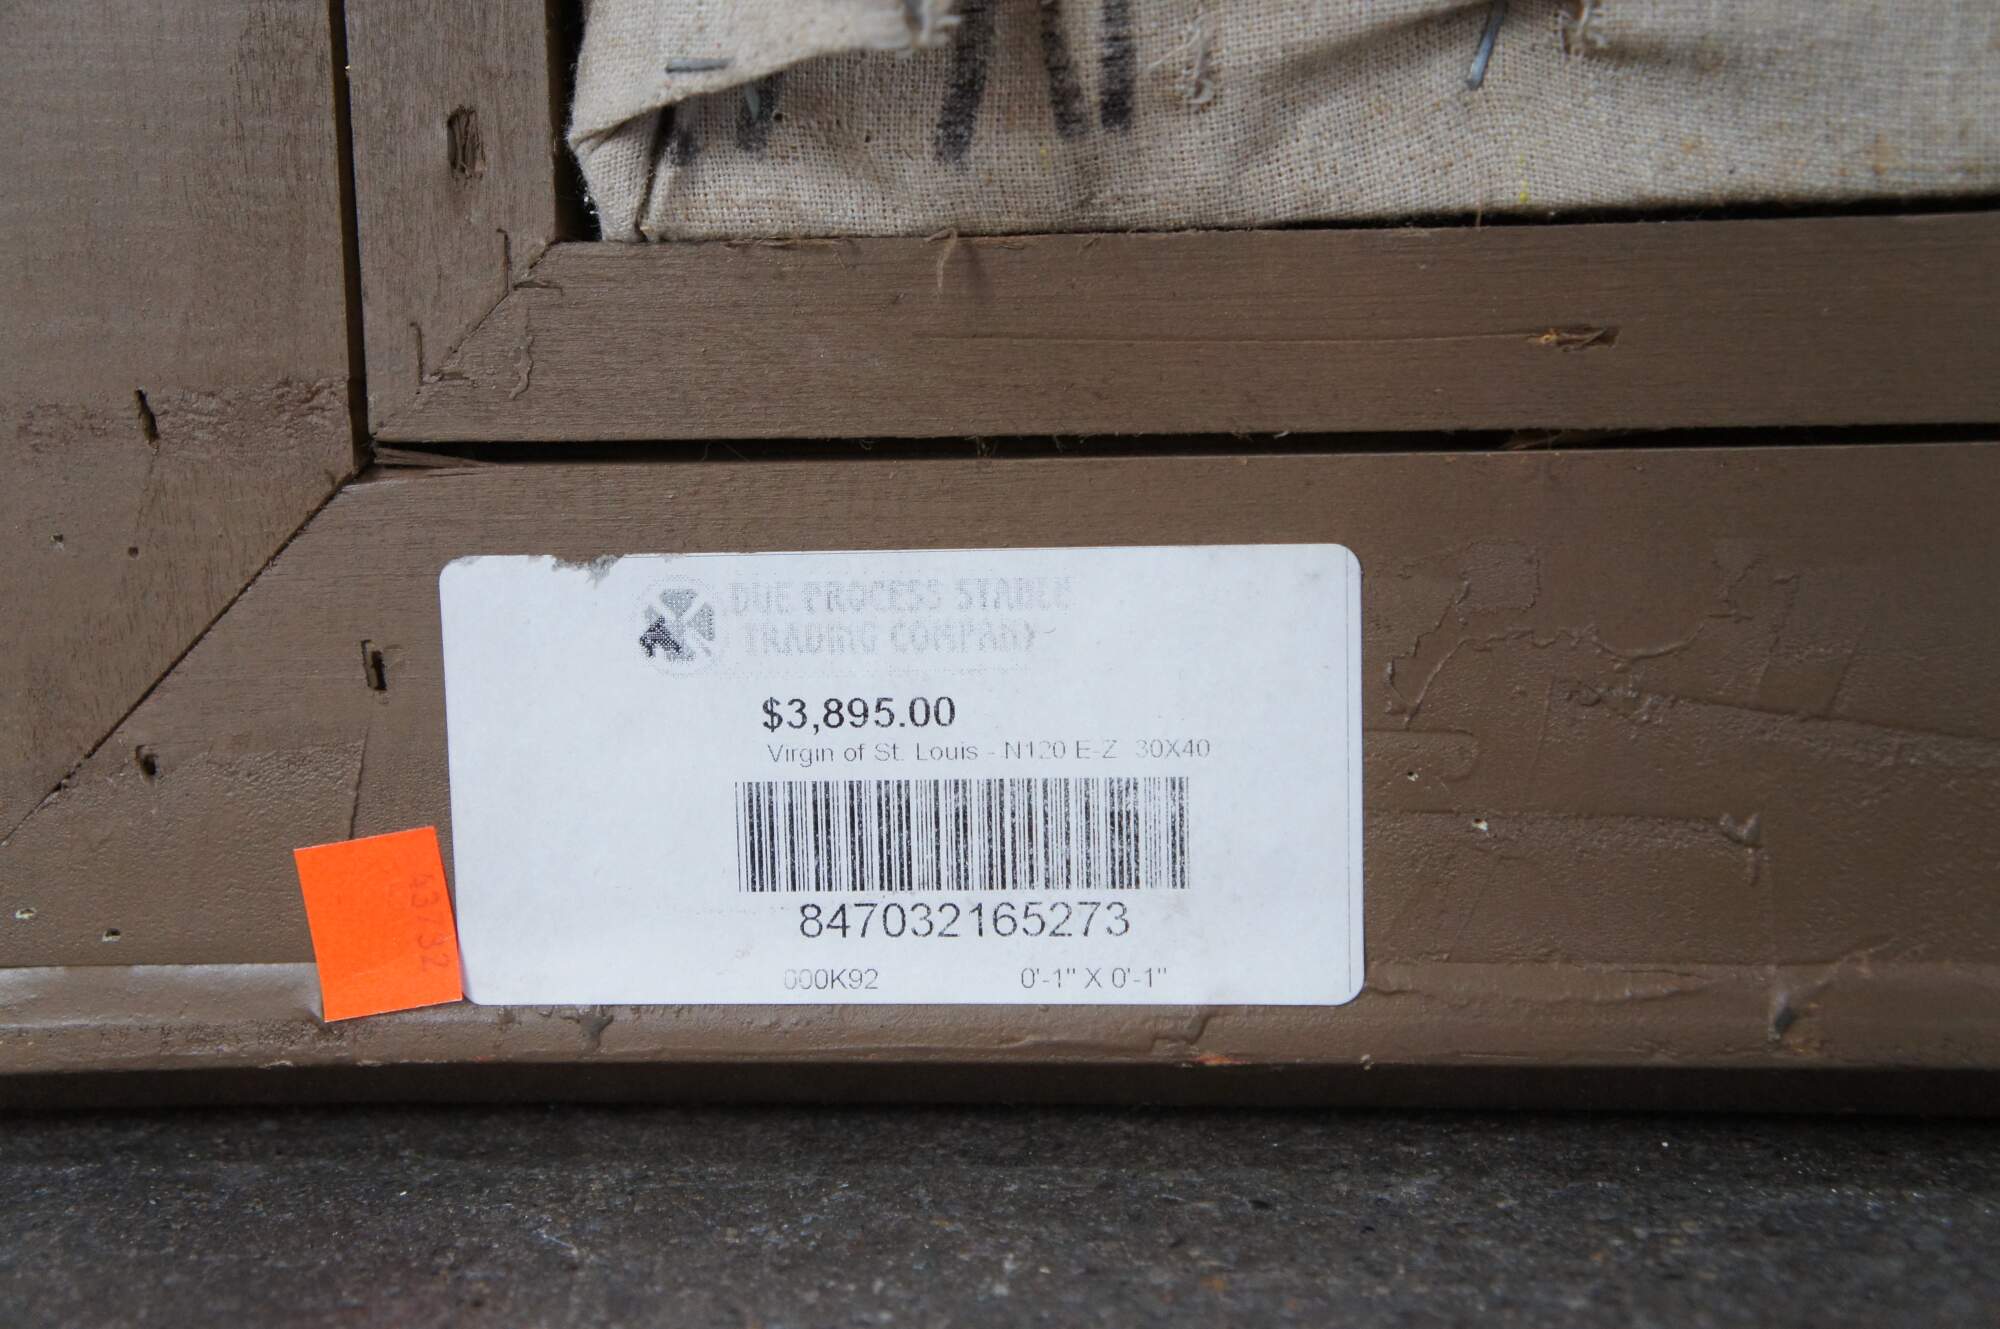 DUE PROCESS STABLE
TRADING COMPANY
$3,895.00
Virgin of St. Louis - N120 E-Z 30X40
847032165273
000K92 0'-1" X 0'-1"